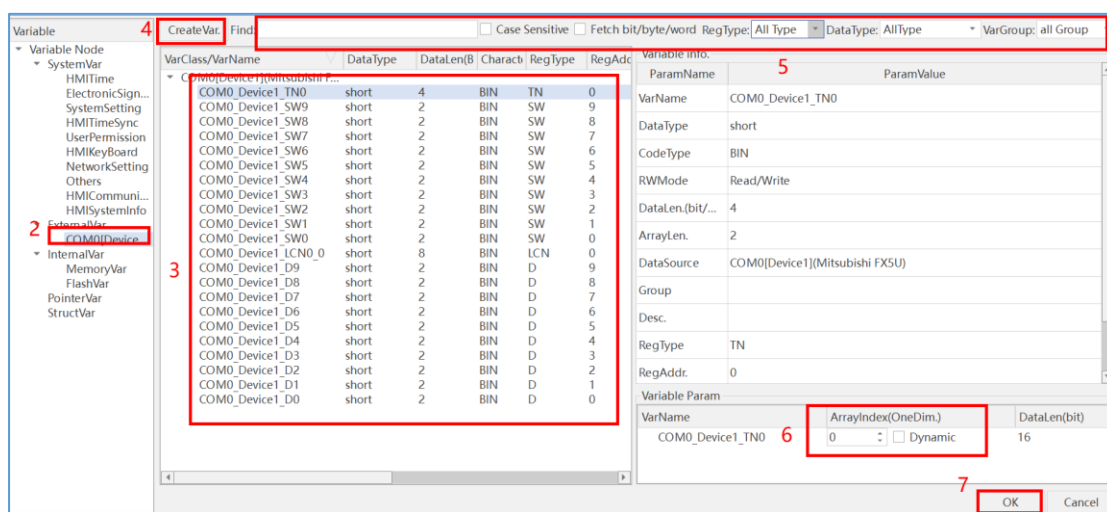 4 CreateVar. Find: Case Sensitive Fetch bit/byte/word RegType: All Type DataType: AllType VarGroup: all Group
Variable
Variable Node
SystemVar
HMITime
ElectronicSign...
SystemSetting
HMITimeSync
UserPermission
HMIKeyBoard
NetworkSetting
Others
HMICommuni...
HMISystemInfo
ExternalVar
2 COM0[Device
InternalVar
MemoryVar
FlashVar
PointerVar
StructVar
VarClass/VarName DataType DataLen(B Characti RegType RegAdd
COM0[Device1](Mitsubishi F...
COM0_Device1_TN0 short 4 BIN TN 0
COM0_Device1_SW9 short 2 BIN SW 9
COM0_Device1_SW8 short 2 BIN SW 8
COM0_Device1_SW7 short 2 BIN SW 7
COM0_Device1_SW6 short 2 BIN SW 6
COM0_Device1_SW5 short 2 BIN SW 5
COM0_Device1_SW4 short 2 BIN SW 4
COM0_Device1_SW3 short 2 BIN SW 3
COM0_Device1_SW2 short 2 BIN SW 2
COM0_Device1_SW1 short 2 BIN SW 1
COM0_Device1_SW0 short 2 BIN SW 0
COM0_Device1_LCN0_0 short 8 BIN LCN 0
3 COM0_Device1_D9 short 2 BIN D 9
COM0_Device1_D8 short 2 BIN D 8
COM0_Device1_D7 short 2 BIN D 7
COM0_Device1_D6 short 2 BIN D 6
COM0_Device1_D5 short 2 BIN D 5
COM0_Device1_D4 short 2 BIN D 4
COM0_Device1_D3 short 2 BIN D 3
COM0_Device1_D2 short 2 BIN D 2
COM0_Device1_D1 short 2 BIN D 1
COM0_Device1_D0 short 2 BIN D 0
Variable Info.
5
ParamName ParamValue
VarName COM0_Device1_TN0
DataType short
CodeType BIN
RWMode Read/Write
DataLen.(bit/... 4
ArrayLen. 2
DataSource COM0[Device1](Mitsubishi FX5U)
Group
Desc.
RegType TN
RegAddr. 0
Variable Param
VarName ArrayIndex(OneDim.) DataLen(bit)
COM0_Device1_TN0 6 0 Dynamic 16
7
OK Cancel